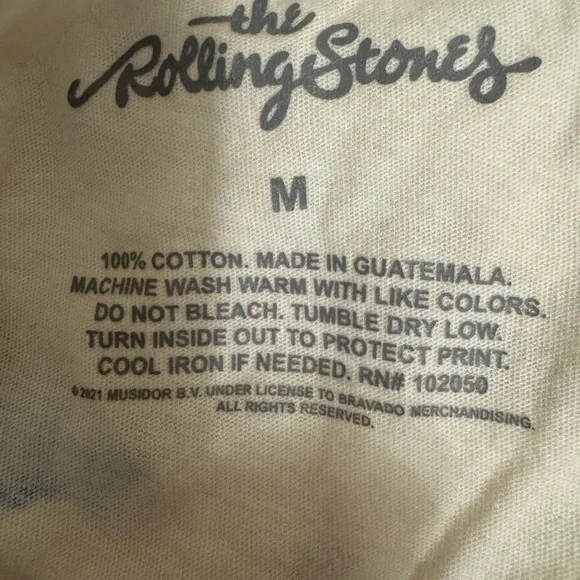 the
Rolling Stones
M
100% COTTON. MADE IN GUATEMALA.
MACHINE WASH WARM WITH LIKE COLORS.
DO NOT BLEACH. TUMBLE DRY LOW.
TURN INSIDE OUT TO PROTECT PRINT.
COOL IRON IF NEEDED. RN# 102050
©2021 MUSIDOR B.V. UNDER LICENSE TO BRAVADO MERCHANDISING.
ALL RIGHTS RESERVED.